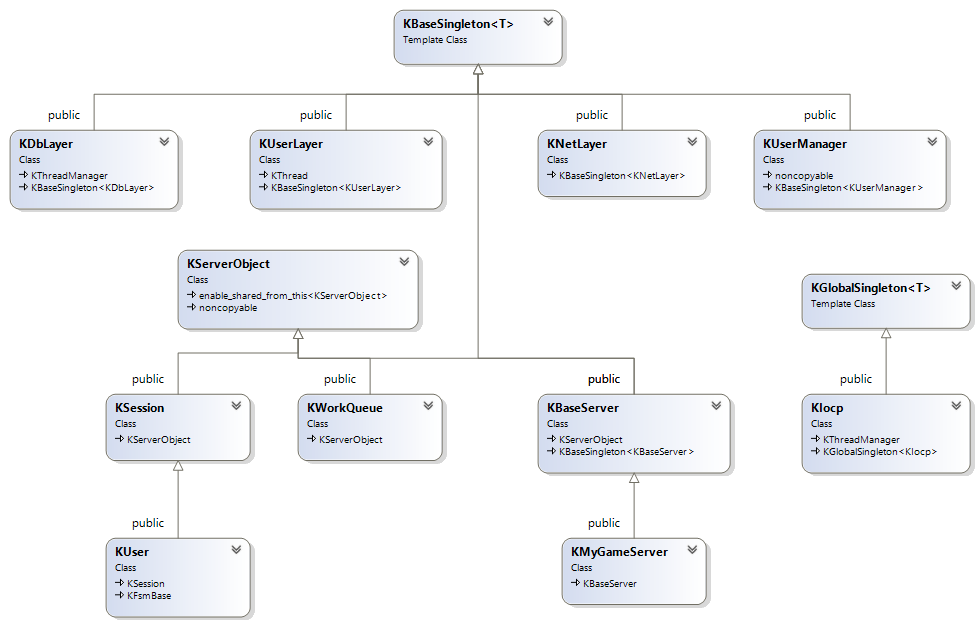 KBaseSingleton<T>
Template Class
public
public
public
public
KDbLayer
Class
KThreadManager
KBaseSingleton<KDbLayer>
KUserLayer
Class
KThread
KBaseSingleton<KUserLayer>
KNetLayer
Class
KBaseSingleton<KNetLayer>
KUserManager
Class
noncopyable
KBaseSingleton<KUserManager>
KServerObject
Class
enable_shared_from_this<KServerObject>
noncopyable
KGlobalSingleton<T>
Template Class
public
public
public
public
KSession
Class
KServerObject
KWorkQueue
Class
KServerObject
KBaseServer
Class
KServerObject
KBaseSingleton<KBaseServer>
KIocp
Class
KThreadManager
KGlobalSingleton<KIocp>
public
public
KUser
Class
KSession
KFsmBase
KMyGameServer
Class
KBaseServer